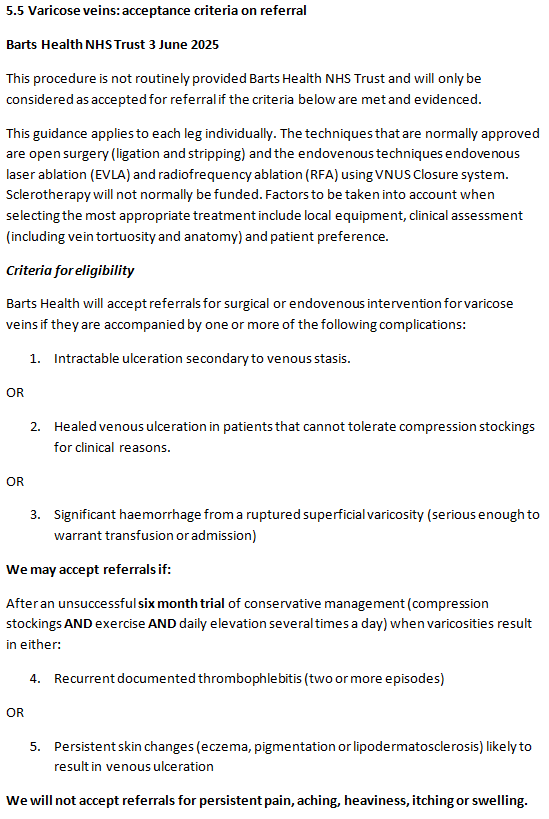 5.5 Varicose veins: acceptance criteria on referral
Barts Health NHS Trust 3 June 2025
This procedure is not routinely provided Barts Health NHS Trust and will only be
considered as accepted for referral if the criteria below are met and evidenced.
This guidance applies to each leg individually. The techniques that are normally approved
are open surgery (ligation and stripping) and the endovenous techniques endovenous
laser ablation (EVLA) and radiofrequency ablation (RFA) using VNUS Closure system.
Sclerotherapy will not normally be funded. Factors to be taken into account when
selecting the most appropriate treatment include local equipment, clinical assessment
(including vein tortuosity and anatomy) and patient preference.
Criteria for eligibility
Barts Health will accept referrals for surgical or endovenous intervention for varicose
veins if they are accompanied by one or more of the following complications:
1. Intractable ulceration secondary to venous stasis.
OR
2. Healed venous ulceration in patients that cannot tolerate compression stockings
for clinical reasons.
OR
3. Significant haemorrhage from a ruptured superficial varicosity (serious enough to
warrant transfusion or admission)
We may accept referrals if:
After an unsuccessful six month trial of conservative management (compression
stockings AND exercise AND daily elevation several times a day) when varicosities result
in either:
4. Recurrent documented thrombophlebitis (two or more episodes)
OR
5. Persistent skin changes (eczema, pigmentation or lipodermatosclerosis) likely to
result in venous ulceration
We will not accept referrals for persistent pain, aching, heaviness, itching or swelling.